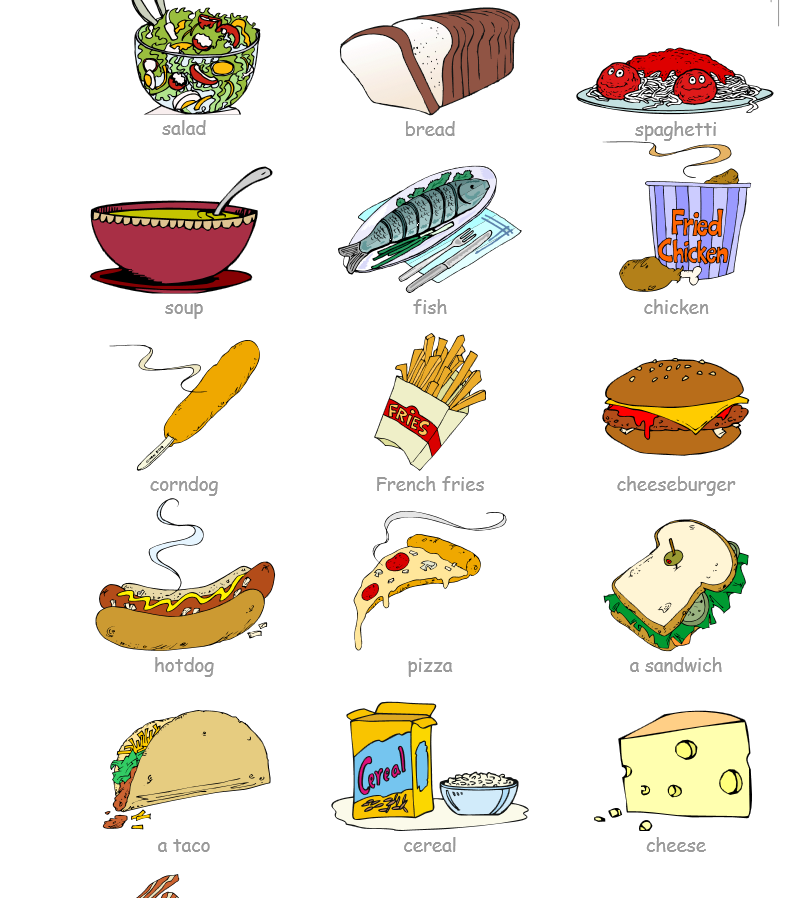 salad
bread
spaghetti
Fried
Chicken
soup
fish
chicken
FRIES
corndog
French fries
cheeseburger
hotdog
pizza
a sandwich
Cereal
a taco
cereal
cheese